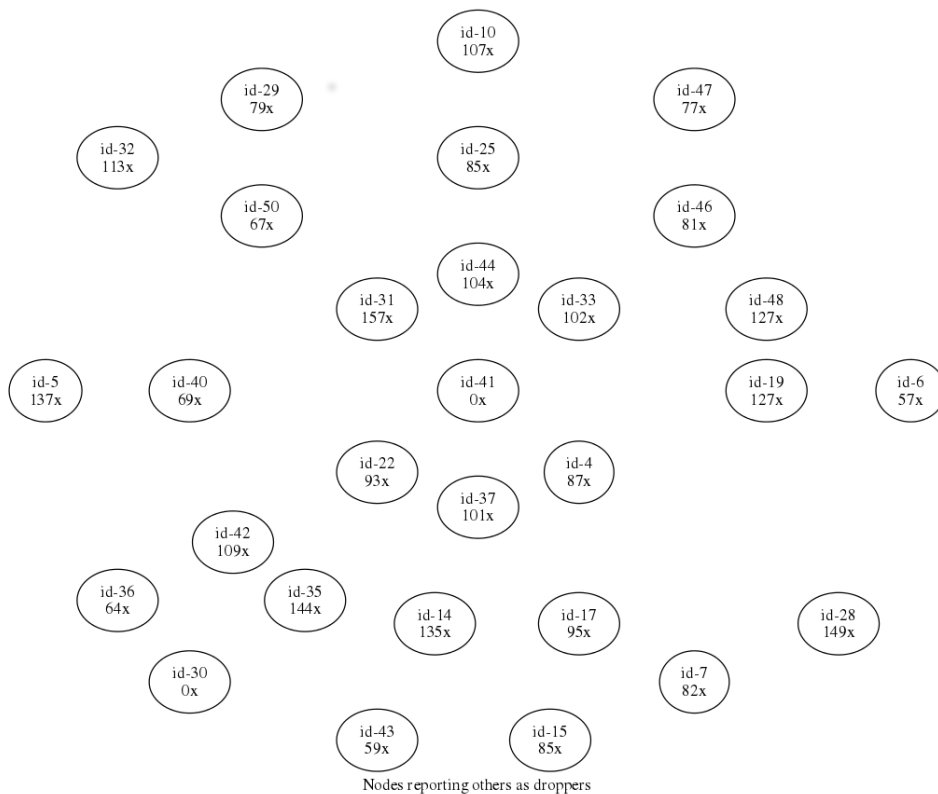 id-10
107x
id-29
79x
id-47
77x
id-32
113x
id-25
85x
id-50
67x
id-46
81x
id-44
104x
id-31
157x
id-33
102x
id-48
127x
id-5
137x
id-40
69x
id-41
0x
id-19
127x
id-6
57x
id-22
93x
id-4
87x
id-37
101x
id-42
109x
id-36
64x
id-35
144x
id-14
135x
id-17
95x
id-28
149x
id-30
0x
id-7
82x
id-43
59x
id-15
85x
Nodes reporting others as droppers